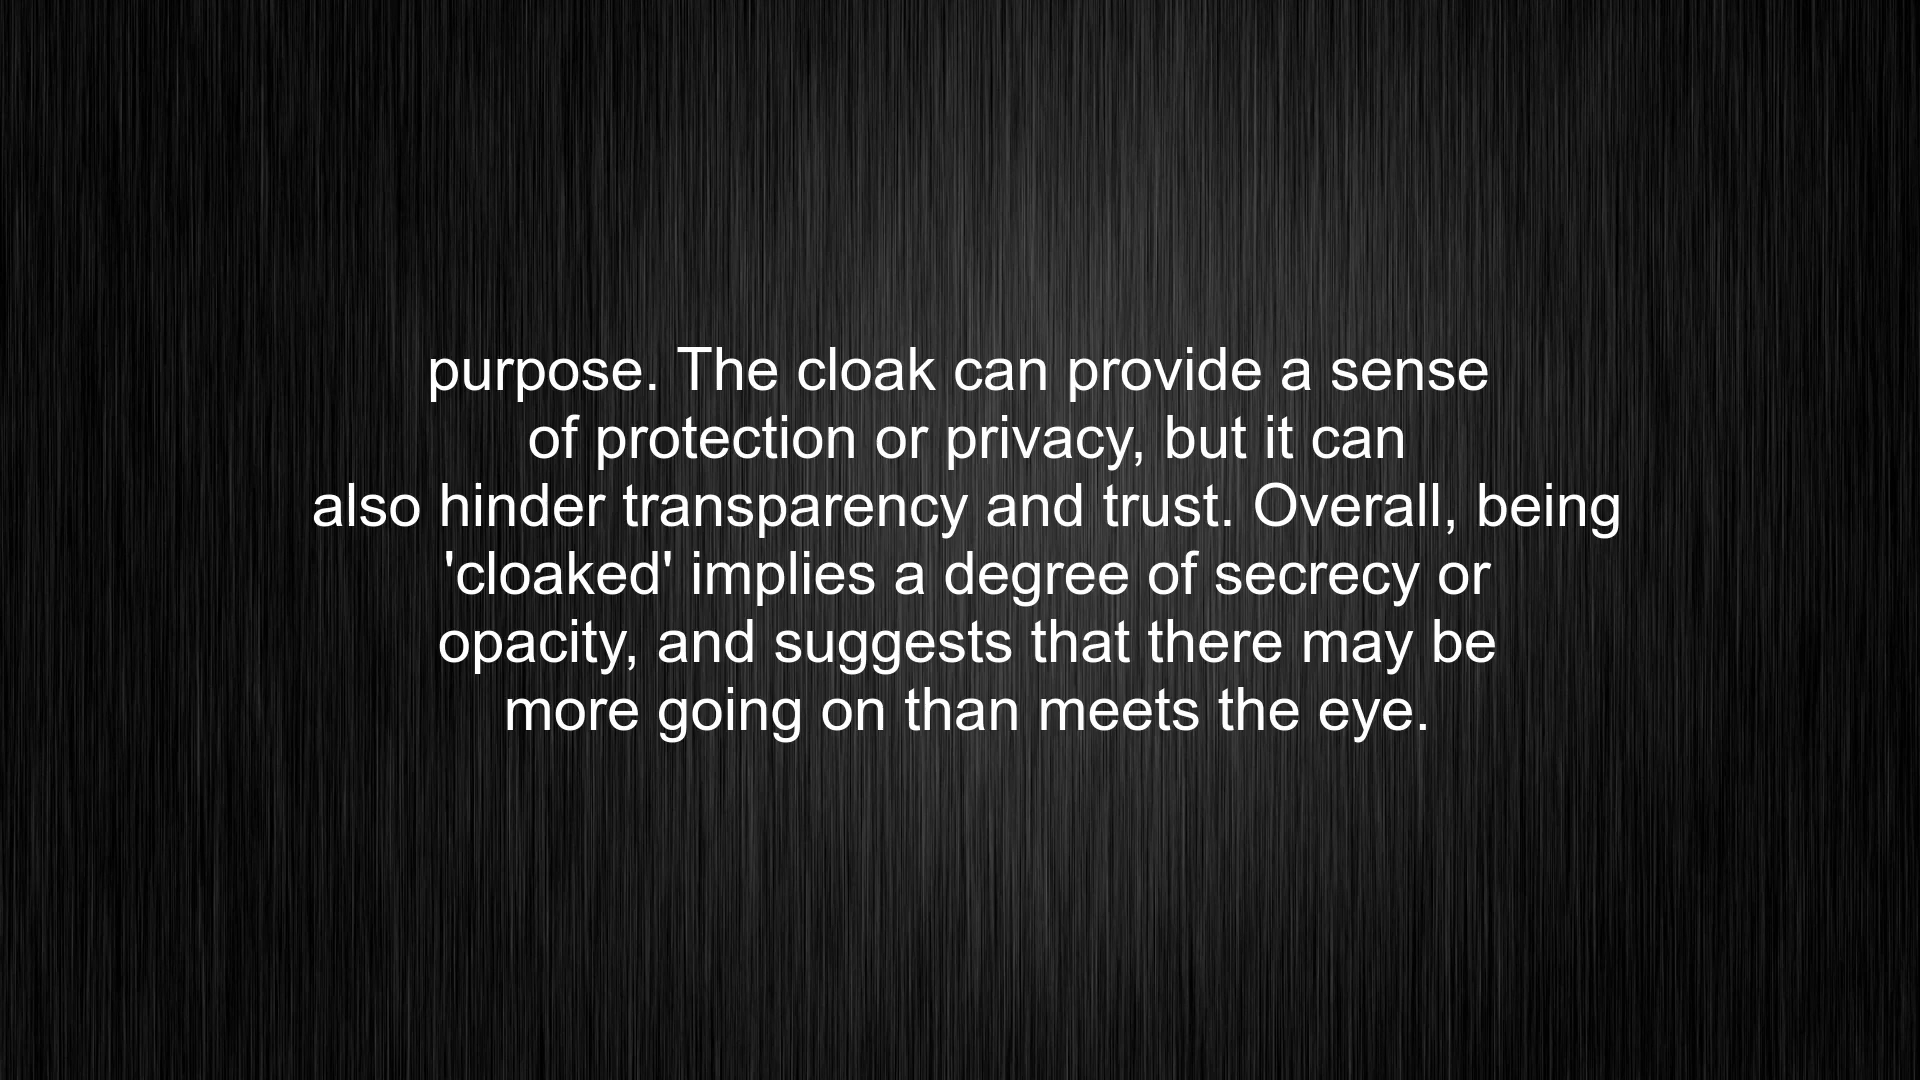 purpose. The cloak can provide a sense
of protection or privacy, but it can
also hinder transparency and trust. Overall, being
'cloaked' implies a degree of secrecy or
opacity, and suggests that there may be
more going on than meets the eye.